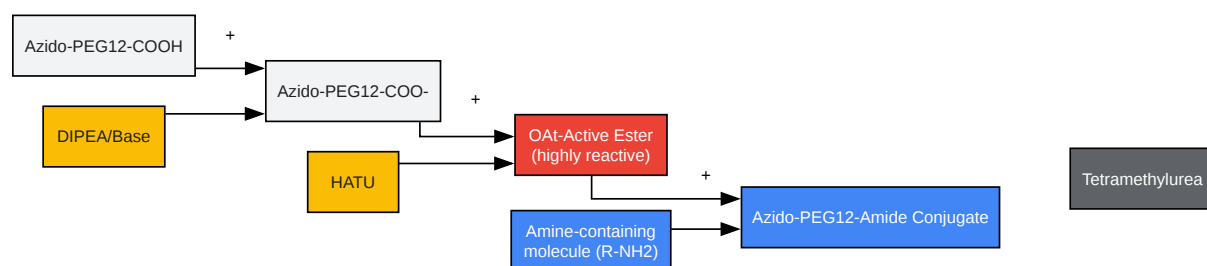 Azido-PEG12-COOH
+
DIPEA/Base
Azido-PEG12-COO-
+
HATU
OAt-Active Ester
(highly reactive)
+
Amine-containing
molecule (R-NH2)
Azido-PEG12-Amide Conjugate
Tetramethylurea